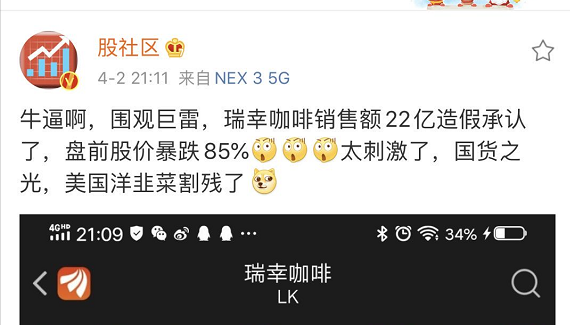 股社区
4-2 21:11 来自 NEX 3 5G
牛逼啊，围观巨雷，瑞幸咖啡销售额22亿造假承认
了，盘前股价暴跌85%太刺激了，国货之
光，美国洋韭菜割残了
4GHD 21:09 ... 34%
瑞幸咖啡
LK